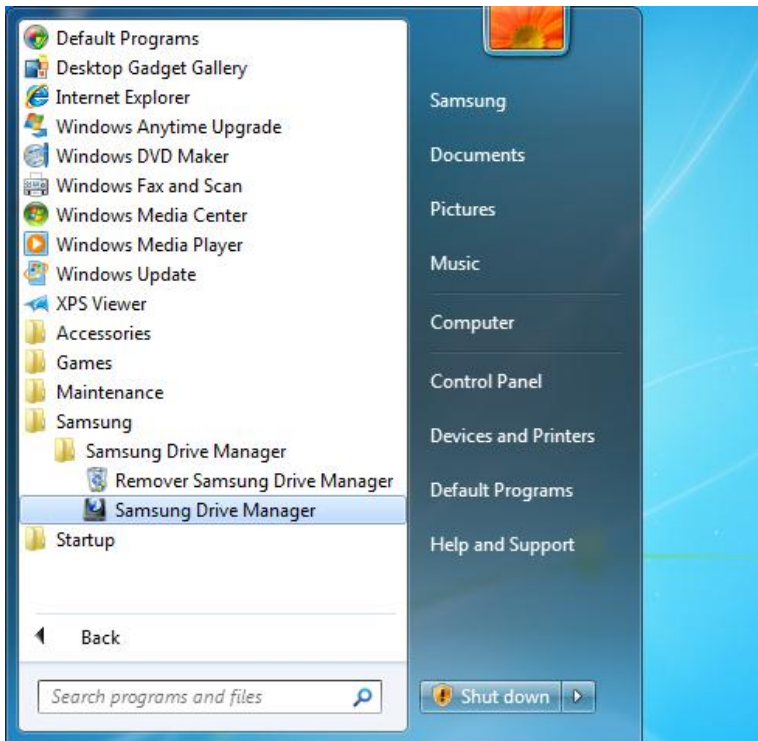 Default Programs
Desktop Gadget Gallery
Internet Explorer
Windows Anytime Upgrade
Windows DVD Maker
Windows Fax and Scan
Windows Media Center
Windows Media Player
Windows Update
XPS Viewer
Accessories
Games
Maintenance
Samsung
Samsung Drive Manager
Remover Samsung Drive Manager
Samsung Drive Manager
Startup
Back
Search programs and files
Samsung
Documents
Pictures
Music
Computer
Control Panel
Devices and Printers
Default Programs
Help and Support
Shut down